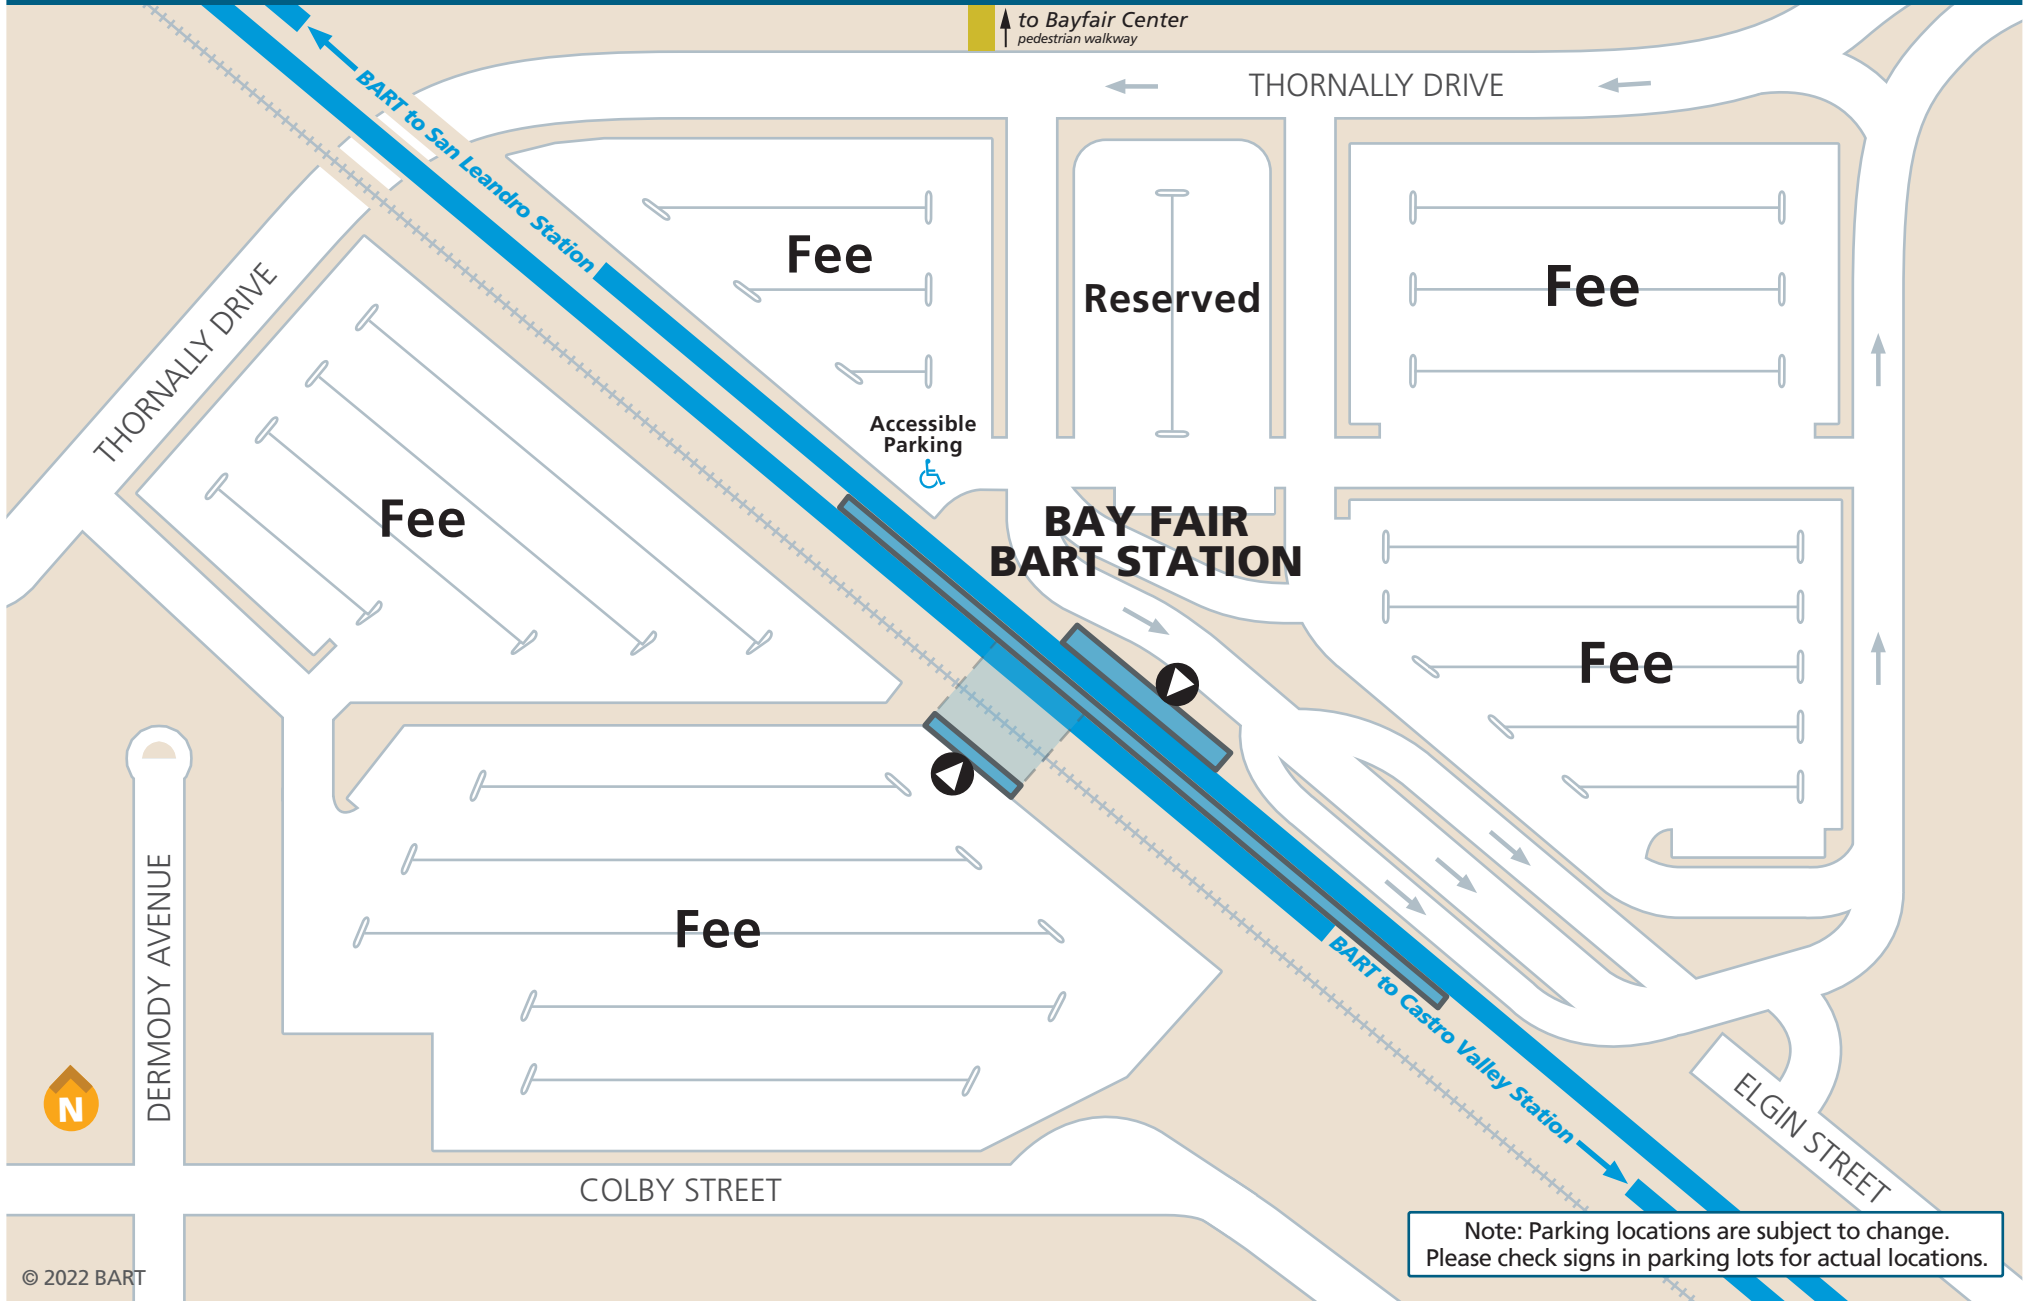 to Bayfair Center
pedestrian walkway
THORNALLY DRIVE
BART to San Leandro Station
Fee
Reserved
Fee
THORNALLY DRIVE
Accessible
Parking
Fee
BAY FAIR
BART STATION
Fee
Fee
DERMODY AVENUE
BART to Castro Valley Station
ELGIN STREET
N
COLBY STREET
Note: Parking locations are subject to change.
Please check signs in parking lots for actual locations.
© 2022 BART